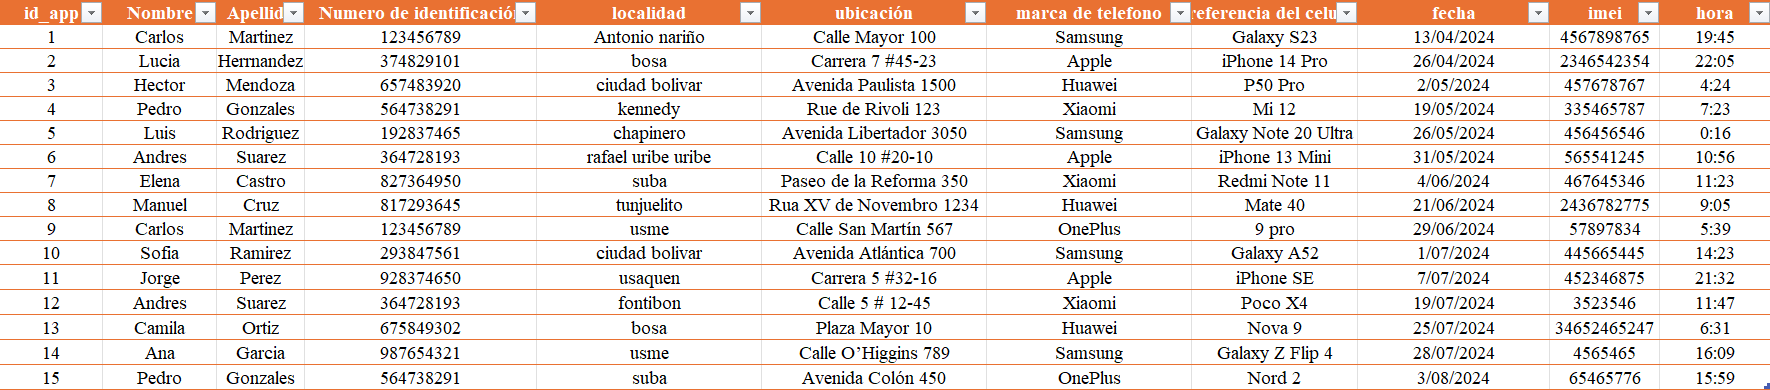 id_app Nombre Apellid Numero de identificación localidad ubicación marca de telefono referencia del celu fecha imei hora
1 Carlos Martinez 123456789 Antonio nariño Calle Mayor 100 Samsung Galaxy S23 13/04/2024 4567898765 19:45
2 Lucia Herrnandez 374829101 bosa Carrera 7 #45-23 Apple iPhone 14 Pro 26/04/2024 2346542354 22:05
3 Hector Mendoza 657483920 ciudad bolivar Avenida Paulista 1500 Huawei P50 Pro 2/05/2024 457678767 4:24
4 Pedro Gonzales 564738291 kennedy Rue de Rivoli 123 Xiaomi Mi 12 19/05/2024 335465787 7:23
5 Luis Rodriguez 192837465 chapinero Avenida Libertador 3050 Samsung Galaxy Note 20 Ultra 26/05/2024 456456546 0:16
6 Andres Suarez 364728193 rafael uribe uribe Calle 10 #20-10 Apple iPhone 13 Mini 31/05/2024 565541245 10:56
7 Elena Castro 827364950 suba Paseo de la Reforma 350 Xiaomi Redmi Note 11 4/06/2024 467645346 11:23
8 Manuel Cruz 817293645 tunjuelito Rua XV de Novembro 1234 Huawei Mate 40 21/06/2024 2436782775 9:05
9 Carlos Martinez 123456789 usme Calle San Martín 567 OnePlus 9 pro 29/06/2024 57897834 5:39
10 Sofia Ramirez 293847561 ciudad bolivar Avenida Atlántica 700 Samsung Galaxy A52 1/07/2024 445665445 14:23
11 Jorge Perez 928374650 usaquen Carrera 5 #32-16 Apple iPhone SE 7/07/2024 452346875 21:32
12 Andres Suarez 364728193 fontibon Calle 5 # 12-45 Xiaomi Poco X4 19/07/2024 3523546 11:47
13 Camila Ortiz 675849302 bosa Plaza Mayor 10 Huawei Nova 9 25/07/2024 34652465247 6:31
14 Ana Garcia 987654321 usme Calle O’Higgins 789 Samsung Galaxy Z Flip 4 28/07/2024 4565465 16:09
15 Pedro Gonzales 564738291 suba Avenida Colón 450 OnePlus Nord 2 3/08/2024 65465776 15:59